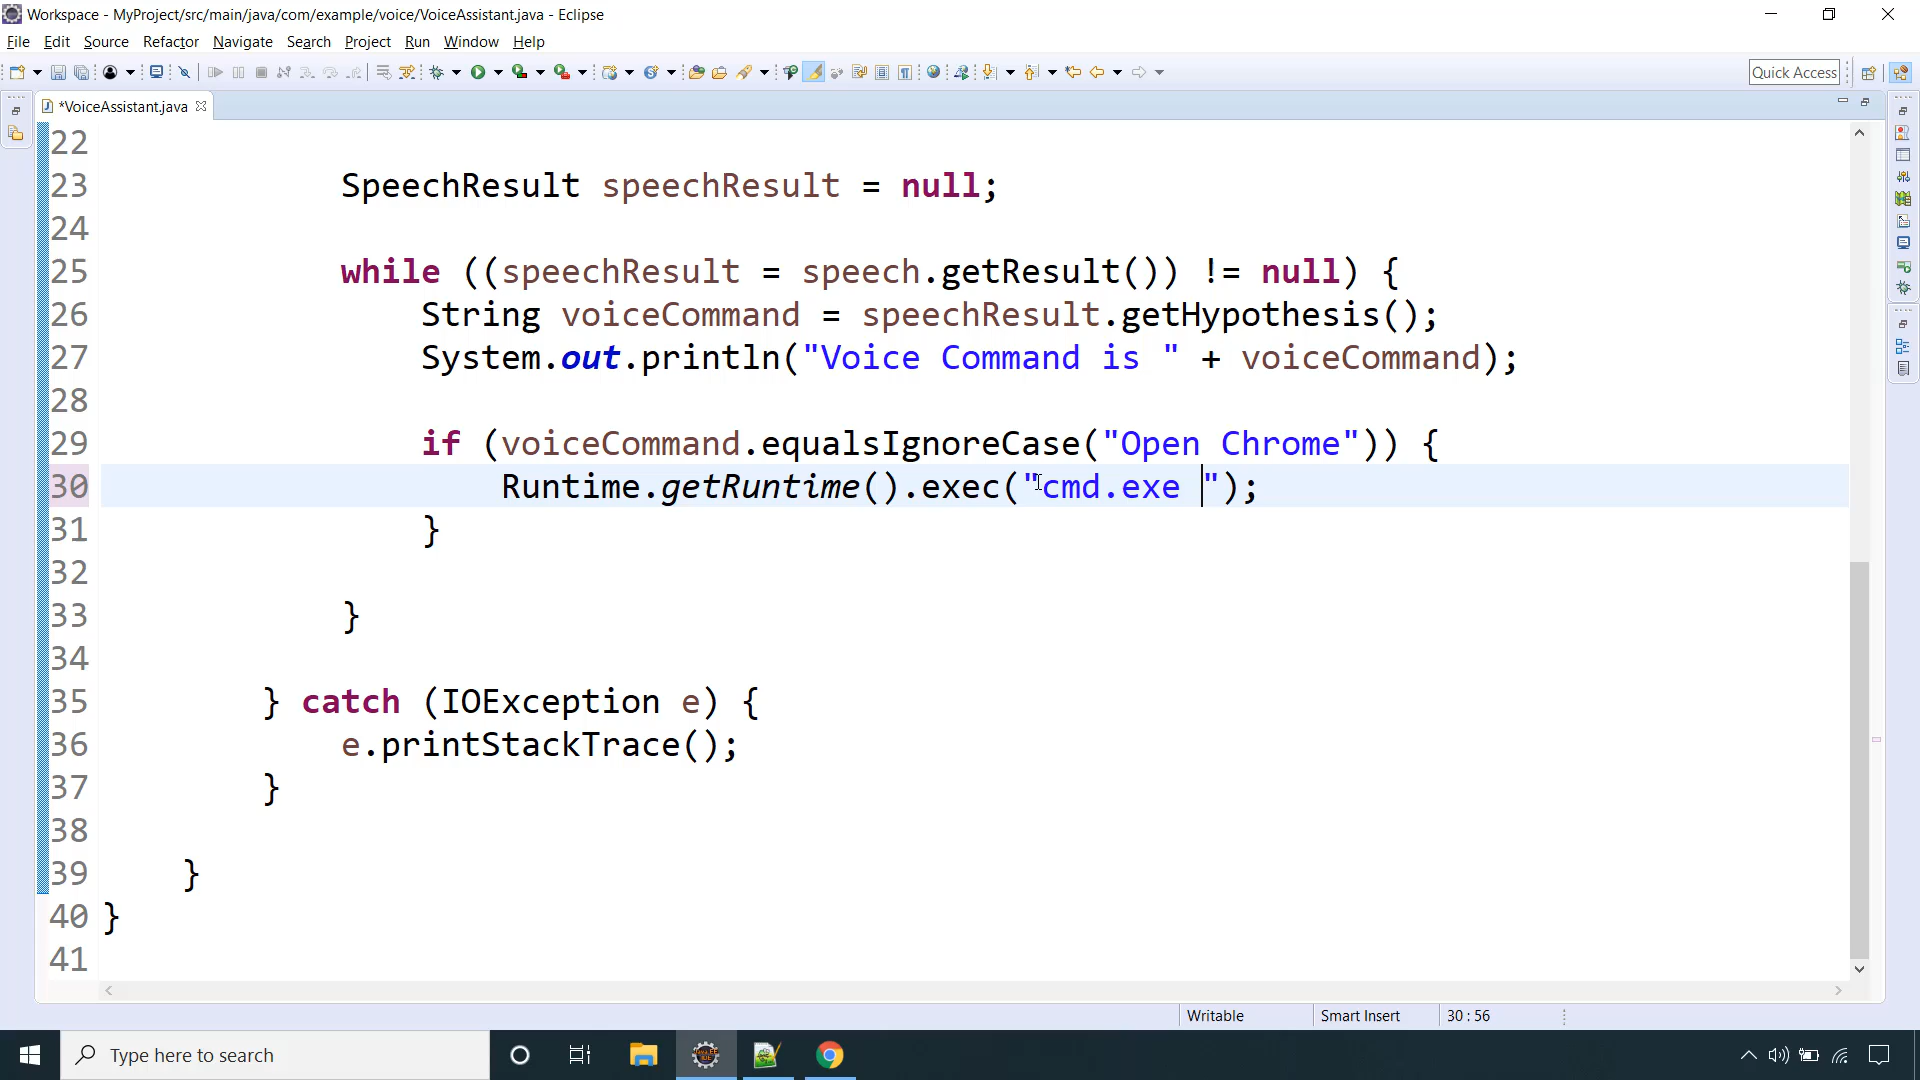 Workspace - MyProject/src/main/java/com/example/voice/VoiceAssistant.java - Eclipse
File Edit Source Refactor Navigate Search Project Run Window Help
Quick Access
*VoiceAssistant.java
22
23 SpeechResult speechResult = null;
24
25 while ((speechResult = speech.getResult()) != null) {
26 String voiceCommand = speechResult.getHypothesis();
27 System.out.println("Voice Command is " + voiceCommand);
28
29 if (voiceCommand.equalsIgnoreCase("Open Chrome")) {
30 Runtime.getRuntime().exec("cmd.exe ");
31 }
32
33 }
34
35 } catch (IOException e) {
36 e.printStackTrace();
37 }
38
39 }
40 }
41
Writable Smart Insert 30 : 56
Type here to search